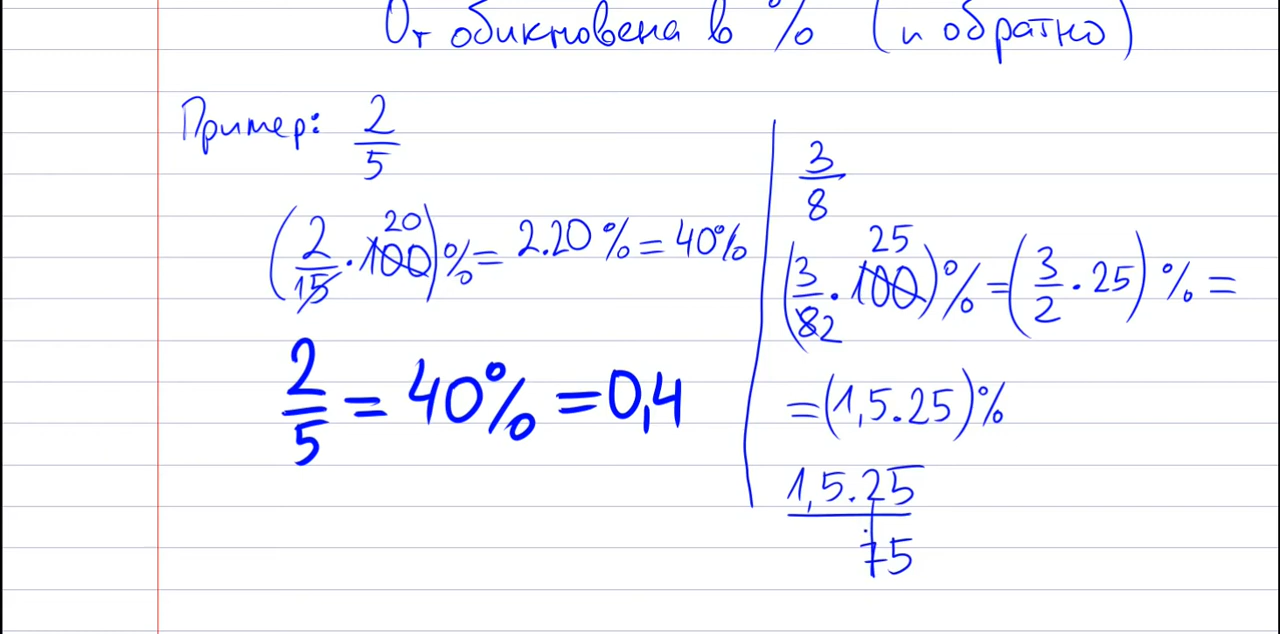 От обикновена в % (и обратно)
Пример: 2/5
(2/15 · 100 20)% = 2.20% = 40%
2/5 = 40% = 0,4
3/8
(3/82 · 100 25)% = (3/2 · 25)% =
= (1,5.25)%
1,5.25
75